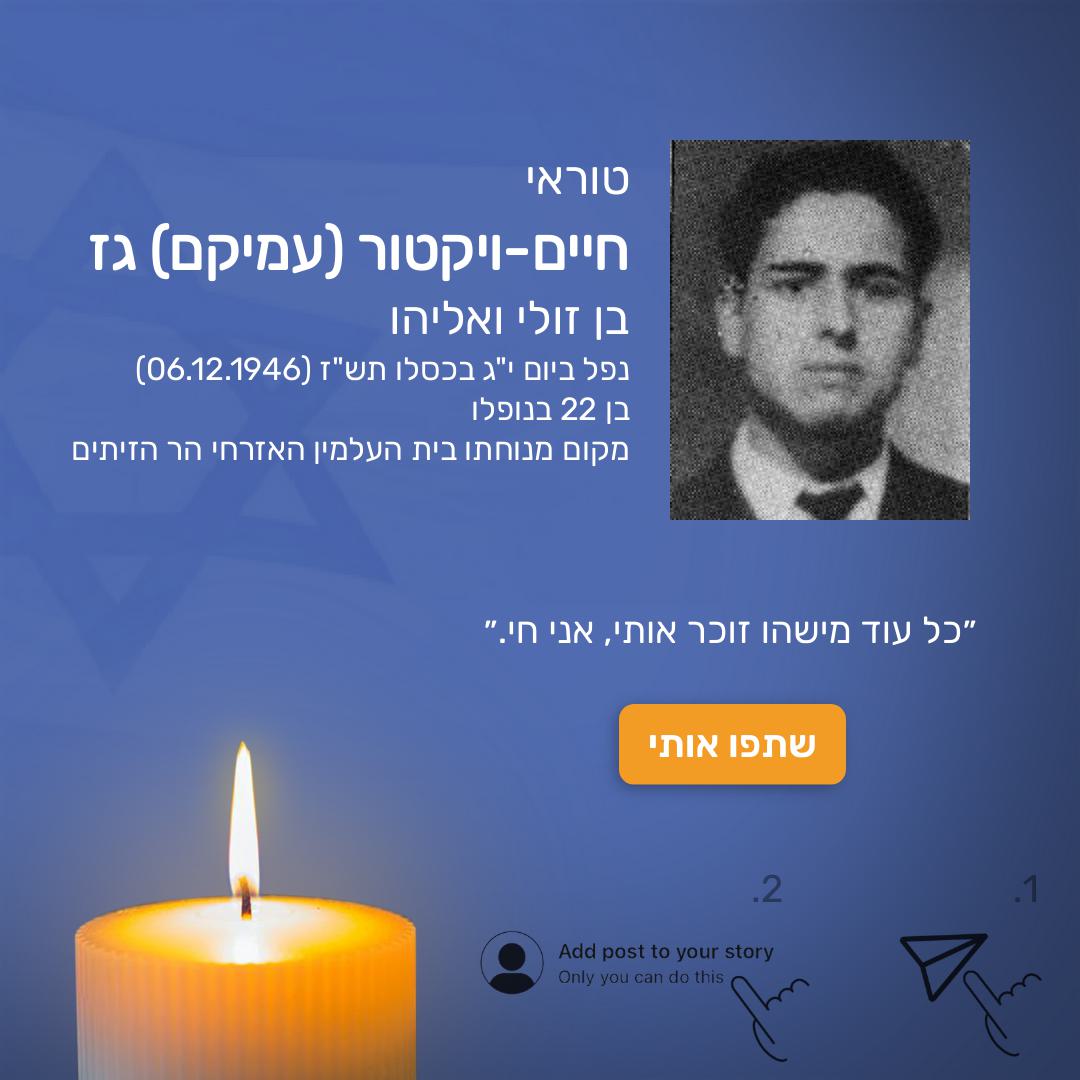 טוראי
חיים-ויקטור (עמיקם) גז
בן זולי ואליהו
נפל ביום י"ג בכסלו תש"ז (06.12.1946)
בן 22 בנופלו
מקום מנוחתו בית העלמין האזרחי הר הזיתים
״כל עוד מישהו זוכר אותי, אני חי.״
שתפו אותי
.1
.2
Add post to your story
Only you can do this